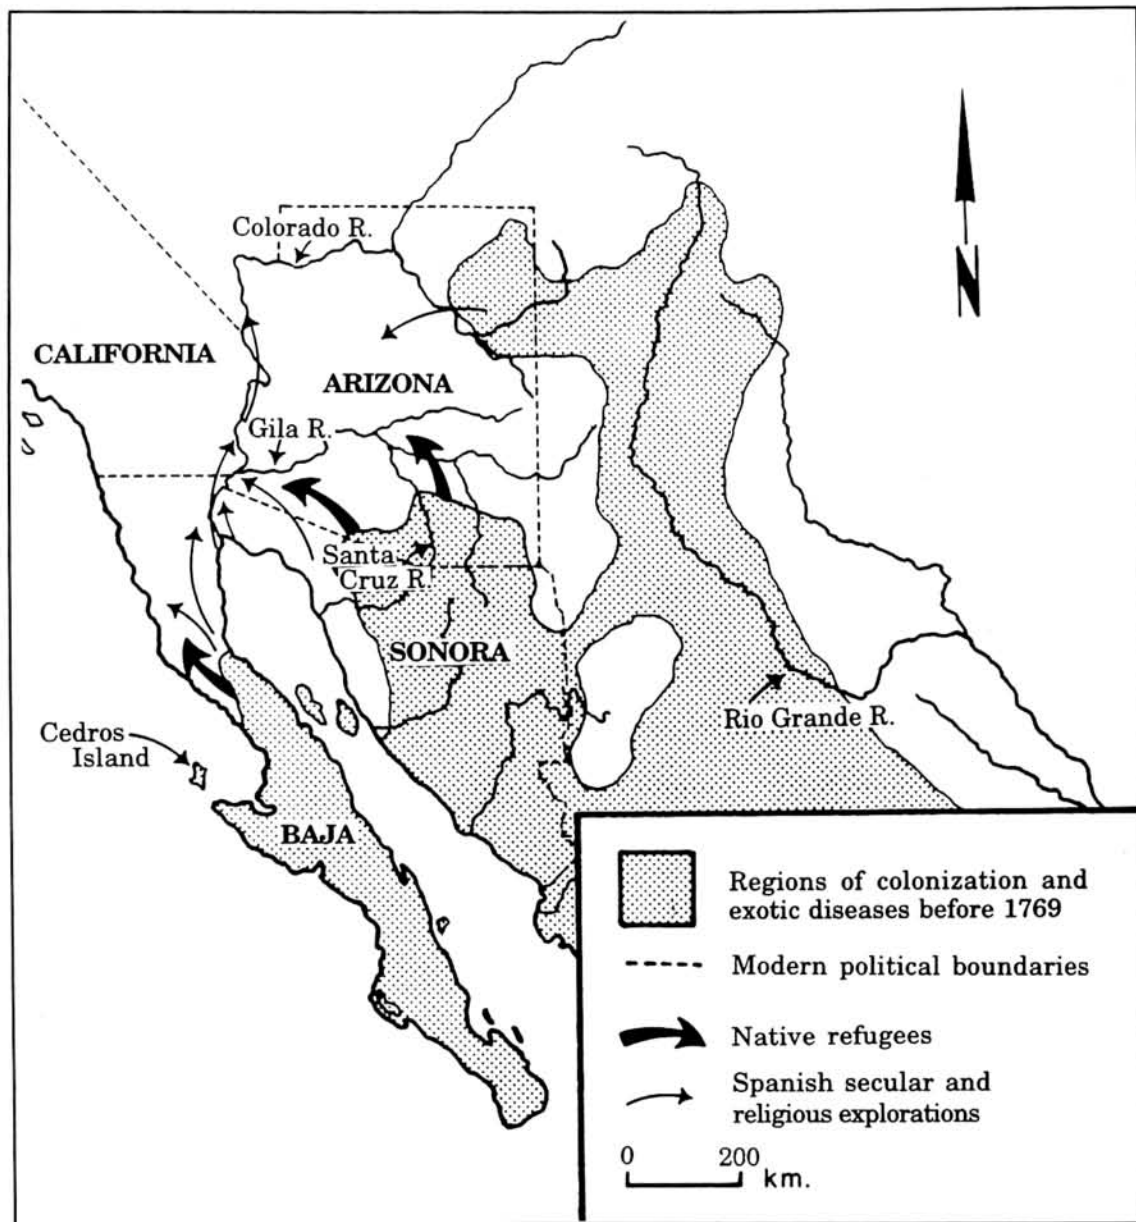 N
Colorado R.
CALIFORNIA
ARIZONA
Gila R.
Santa
Cruz R
SONORA
Rio Grande R.
Cedros
Island
BAJA
Regions of colonization and
exotic diseases before 1769
Modern political boundaries
Native refugees
Spanish secular and
religious explorations
0 200
km.